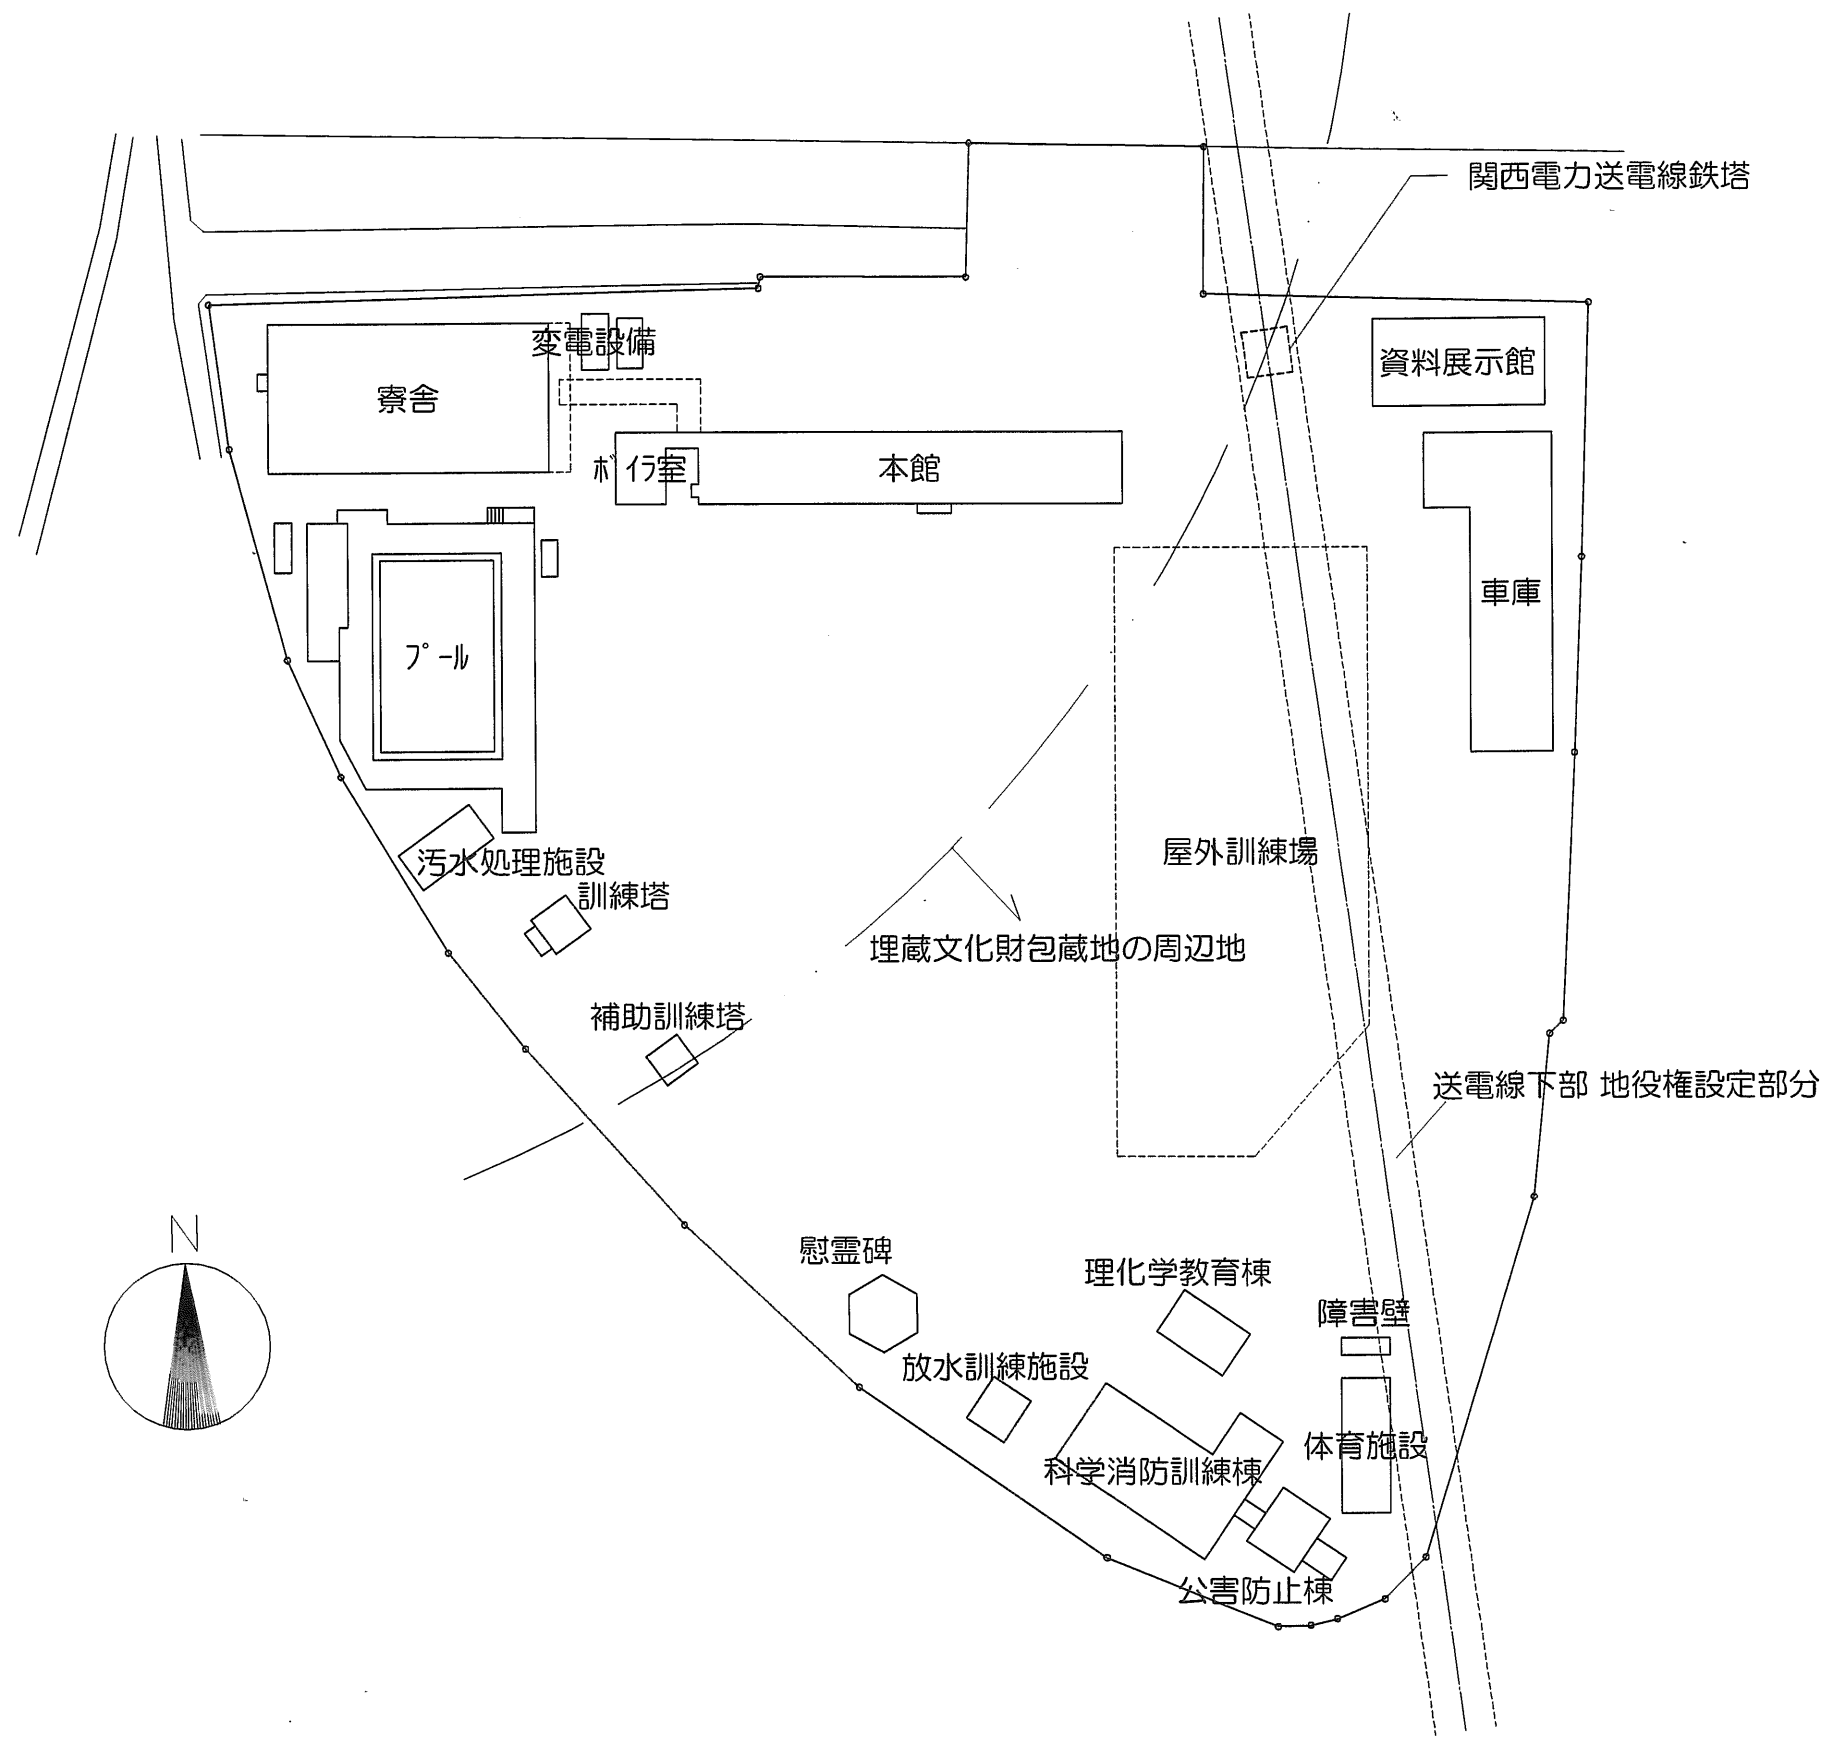 関西電力送電線鉄塔
変電設備
資料展示館
寮舎
ﾎﾞｲﾗ室
本館
車庫
ﾌﾟｰﾙ
屋外訓練場
汚水処理施設
訓練塔
埋蔵文化財包蔵地の周辺地
補助訓練塔
送電線下部 地役権設定部分
N
慰霊碑
理化学教育棟
障害壁
放水訓練施設
体育施設
科学消防訓練棟
公害防止棟